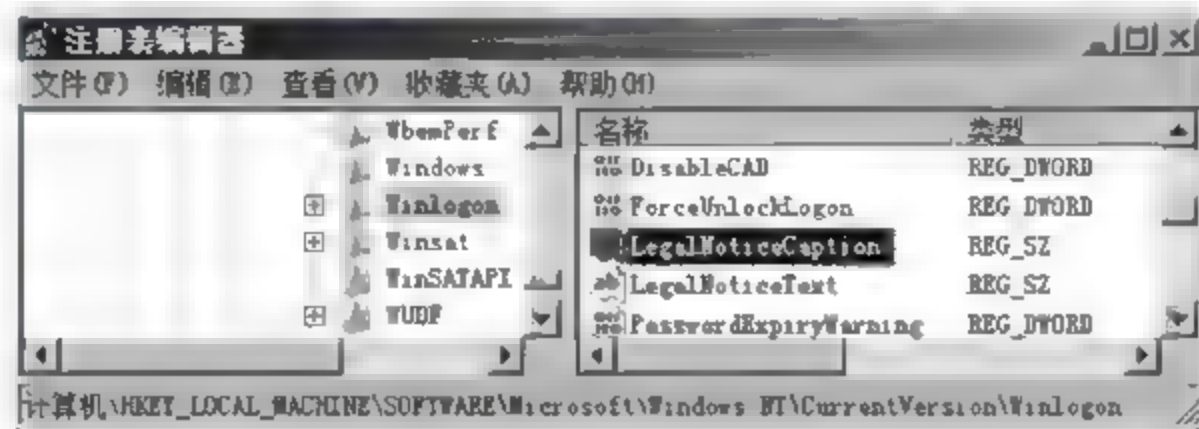 注册表编辑器
文件(F) 编辑(E) 查看(V) 收藏夹(A) 帮助(H)
WbemPerf
Windows
Winlogon
Winsat
WinSATAPI
WUDF
名称 类型
DisableCAD REG_DWORD
ForceUnlockLogon REG_DWORD
LegalNoticeCaption REG_SZ
LegalNoticeText REG_SZ
PasswordExpiryWarning REG_DWORD
计算机\HKEY_LOCAL_MACHINE\SOFTWARE\Microsoft\Windows NT\CurrentVersion\Winlogon